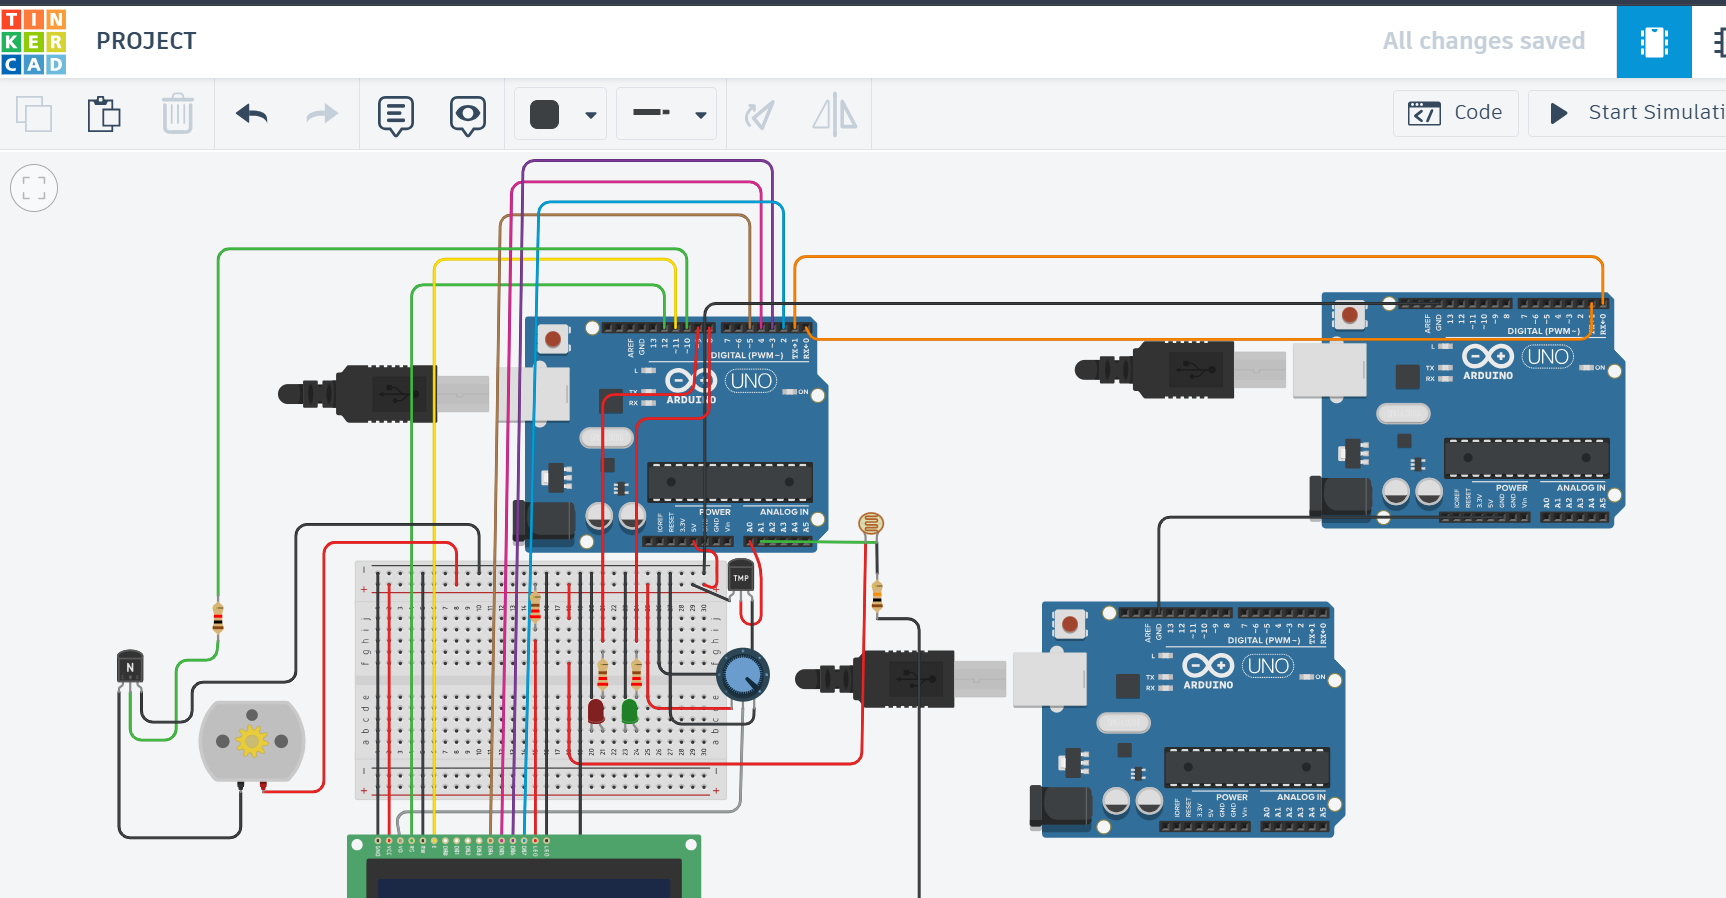 TIN
KER
CAD
PROJECT
All changes saved
Code
Start Simulati
AREF
GND
13
12
~11
~10
7
~6
~5
4
~3
2
TX→1
RX←0
DIGITAL (PWM~)
L
TX
RX
ARDUINO
UNO
ON
POWER
ANALOG IN
IOREF
RESET
3.3V
5V
GND
Vin
A0
A1
A2
A3
A4
A5
AREF
GND
13
12
~11
~10
~9
8
7
~6
~5
4
~3
2
RX←0
DIGITAL (PWM~)
L
TX
RX
ARDUINO
UNO
ON
POWER
ANALOG IN
IOREF
RESET
3.3V
5V
GND
GND
Vin
A0
A1
A2
A3
A4
A5
TMP
N
AREF
GND
13
12
~11
~10
~9
8
7
~6
~5
4
~3
2
TX→1
RX←0
DIGITAL (PWM~)
L
TX
RX
ARDUINO
UNO
ON
POWER
ANALOG IN
IOREF
RESET
3.3V
5V
GND
GND
Vin
A0
A1
A2
A3
A4
A5